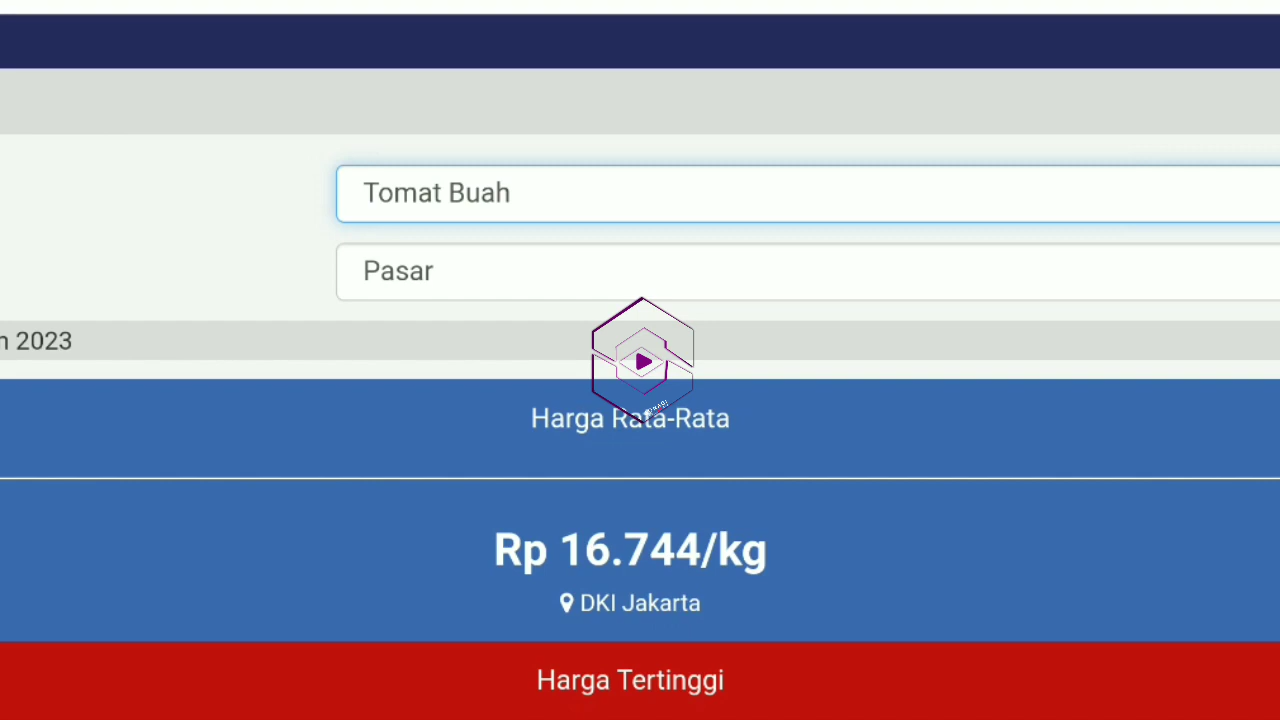 Tomat Buah
Pasar
2023
Harga Rata-Rata
Rp 16.744/kg
DKI Jakarta
Harga Tertinggi